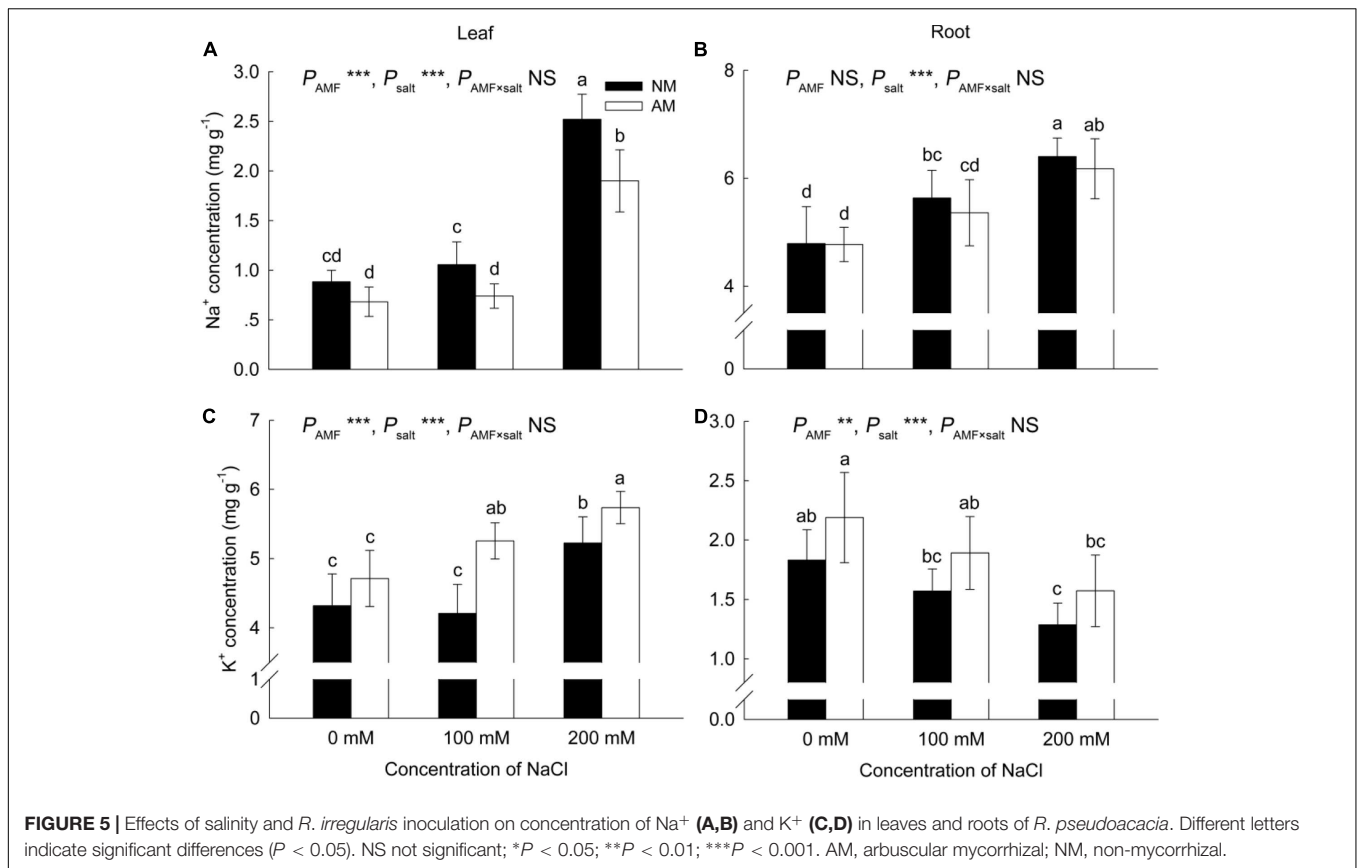 Leaf
Root
A
B
P_AMF ***, P_salt ***, P_AMF×salt NS
P_AMF NS, P_salt ***, P_AMF×salt NS
NM
AM
Na⁺ concentration (mg g⁻¹)
3.0
2.5
2.0
1.5
1.0
.5
0.0
cd
d
c
d
a
b
8
6
4
0
d
d
bc
cd
a
ab
C
D
P_AMF ***, P_salt ***, P_AMF×salt NS
P_AMF **, P_salt ***, P_AMF×salt NS
K⁺ concentration (mg g⁻¹)
7
6
5
4
1
0
c
c
c
ab
b
a
3.0
2.5
2.0
1.5
1.0
0.0
ab
a
bc
ab
c
bc
0 mM
100 mM
200 mM
0 mM
100 mM
200 mM
Concentration of NaCl
Concentration of NaCl
FIGURE 5 | Effects of salinity and R. irregularis inoculation on concentration of Na⁺ (A,B) and K⁺ (C,D) in leaves and roots of R. pseudoacacia. Different letters
indicate significant differences (P < 0.05). NS not significant; *P < 0.05; **P < 0.01; ***P < 0.001. AM, arbuscular mycorrhizal; NM, non-mycorrhizal.